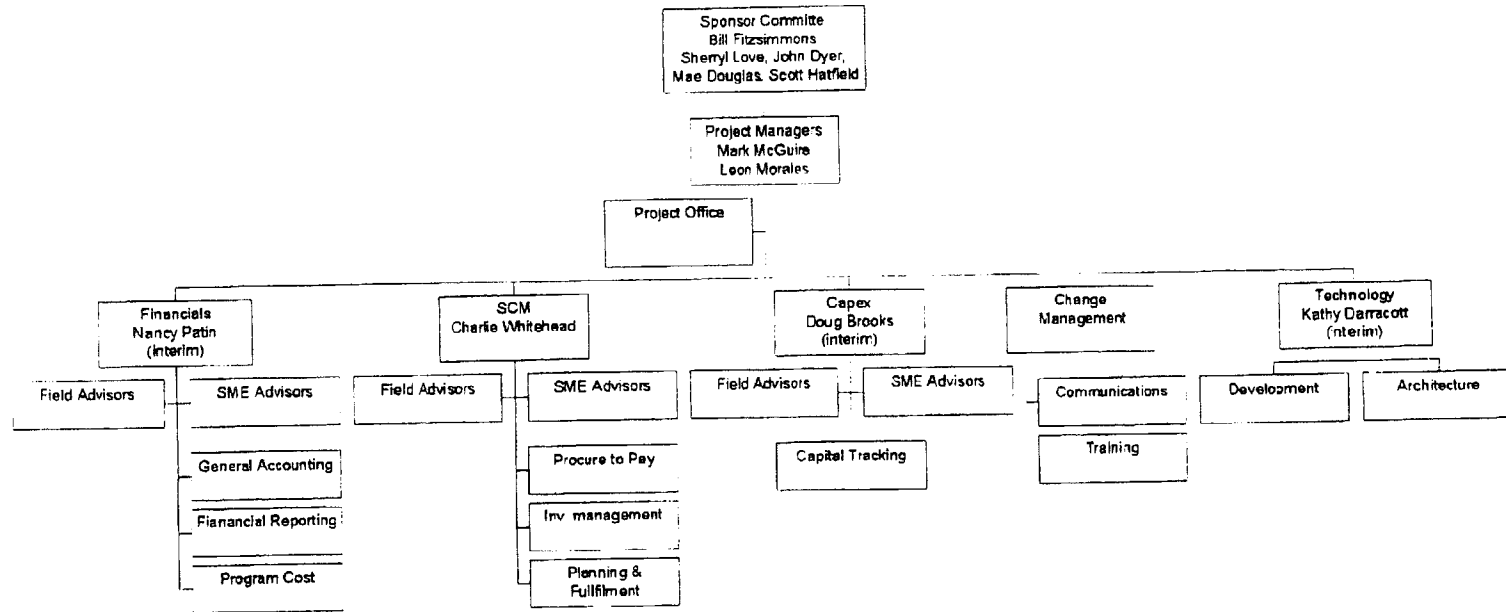 Sponsor Committe
Bill Fitzsimmons
Sherryl Love, John Dyer,
Mae Douglas, Scott Hatfield
Project Managers
Mark McGuire
Leon Morales
Project Office
Financials
Nancy Patin
(interim)
SCM
Charlie Whitehead
Capex
Doug Brooks
(interim)
Change
Management
Technology
Kathy Darracott
(interim)
Field Advisors
SME Advisors
Field Advisors
SME Advisors
Field Advisors
SME Advisors
Communications
Development
Architecture
General Accounting
Procure to Pay
Capital Tracking
Training
Fianancial Reporting
Inv management
Program Cost
Planning &
Fullfilment